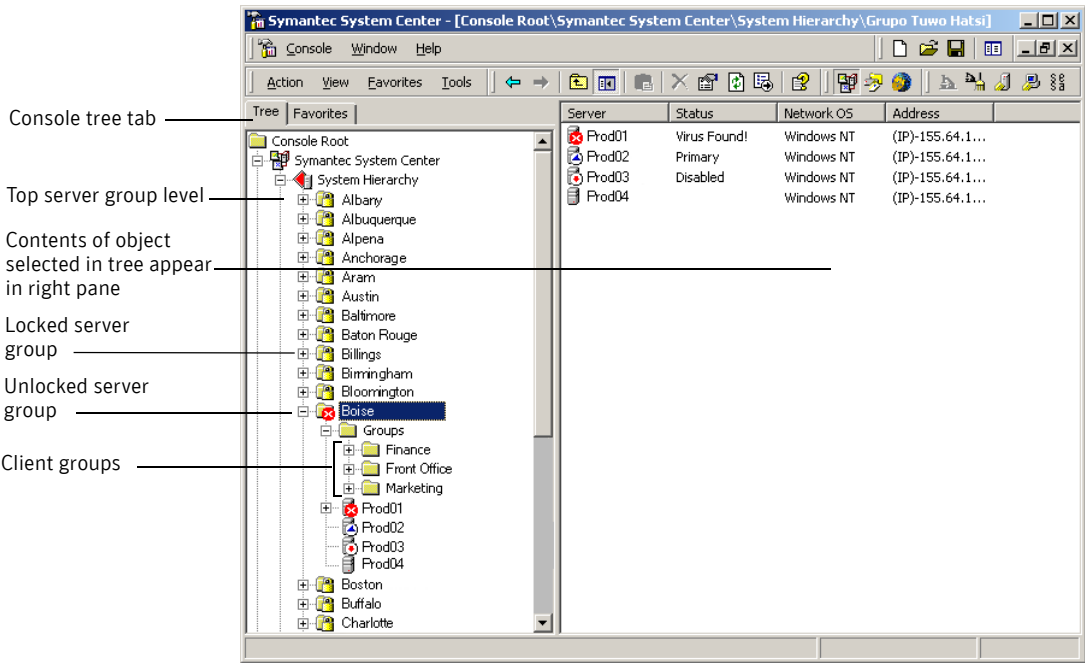 Symantec System Center - [Console Root\Symantec System Center\System Hierarchy\Grupo Tuwo Hatsi]
Console Window Help
Action View Favorites Tools
Console tree tab
Tree Favorites
Server Status Network OS Address
Console Root
Symantec System Center
System Hierarchy
Prod01 Virus Found! Windows NT (IP)-155.64.1...
Prod02 Primary Windows NT (IP)-155.64.1...
Prod03 Disabled Windows NT (IP)-155.64.1...
Prod04 Windows NT (IP)-155.64.1...
Top server group level
Albany
Albuquerque
Contents of object
selected in tree appear
in right pane
Alpena
Anchorage
Aram
Austin
Baltimore
Locked server
group
Baton Rouge
Billings
Birmingham
Bloomington
Unlocked server
group
Boise
Groups
Client groups
Finance
Front Office
Marketing
Prod01
Prod02
Prod03
Prod04
Boston
Buffalo
Charlotte